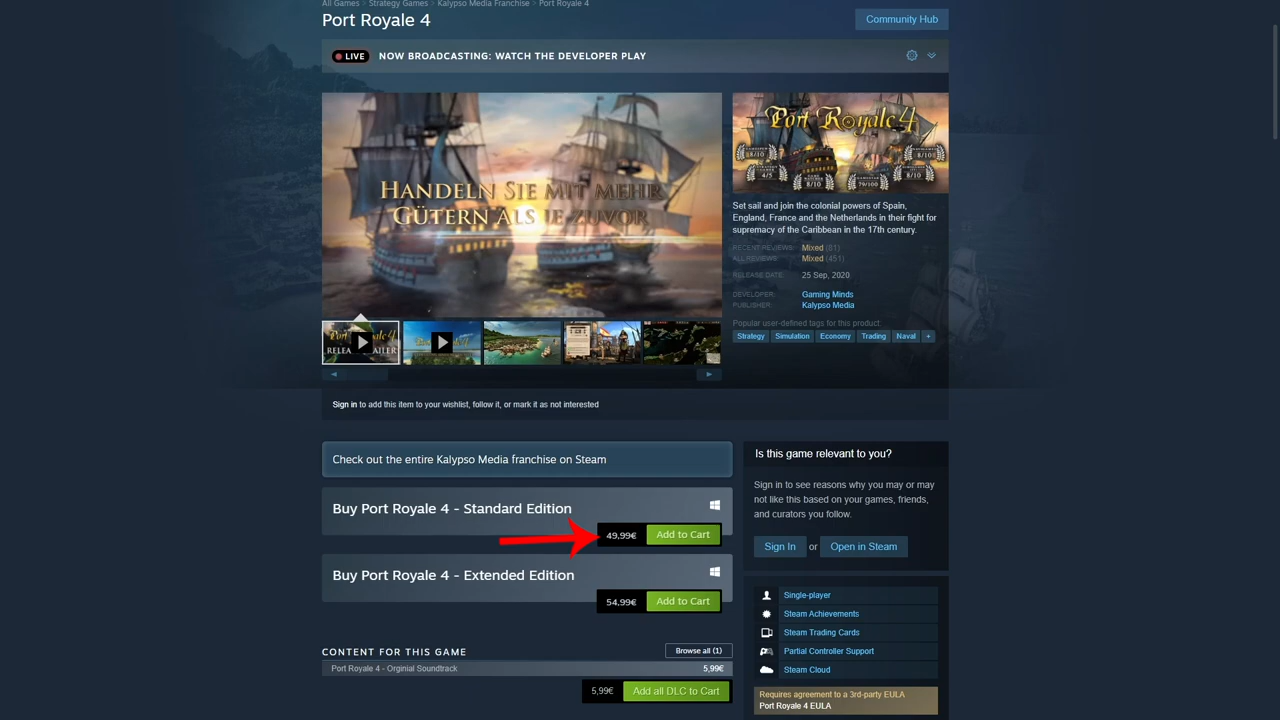 All Games > Strategy Games > Kalypso Media Franchise > Port Royale 4
Port Royale 4
Community Hub
LIVE
NOW BROADCASTING: WATCH THE DEVELOPER PLAY
HANDELN SIE MIT MEHR
GÜTERN ALS JE ZUVOR
Port Royale 4
8/10
4/5
8/10
79/100
8/10
Set sail and join the colonial powers of Spain,
England, France and the Netherlands in their fight for
supremacy of the Caribbean in the 17th century.
RECENT REVIEWS: Mixed (81)
ALL REVIEWS: Mixed (451)
RELEASE DATE: 25 Sep, 2020
DEVELOPER: Gaming Minds
PUBLISHER: Kalypso Media
Popular user-defined tags for this product:
Strategy Simulation Economy Trading Naval +
Sign in to add this item to your wishlist, follow it, or mark it as not interested
Check out the entire Kalypso Media franchise on Steam
Buy Port Royale 4 - Standard Edition
49,99€ Add to Cart
Buy Port Royale 4 - Extended Edition
54,99€ Add to Cart
CONTENT FOR THIS GAME
Browse all (1)
Port Royale 4 - Orginial Soundtrack 5,99€
5,99€ Add all DLC to Cart
Is this game relevant to you?
Sign in to see reasons why you may or may
not like this based on your games, friends,
and curators you follow.
Sign In or Open in Steam
Single-player
Steam Achievements
Steam Trading Cards
Partial Controller Support
Steam Cloud
Requires agreement to a 3rd-party EULA
Port Royale 4 EULA